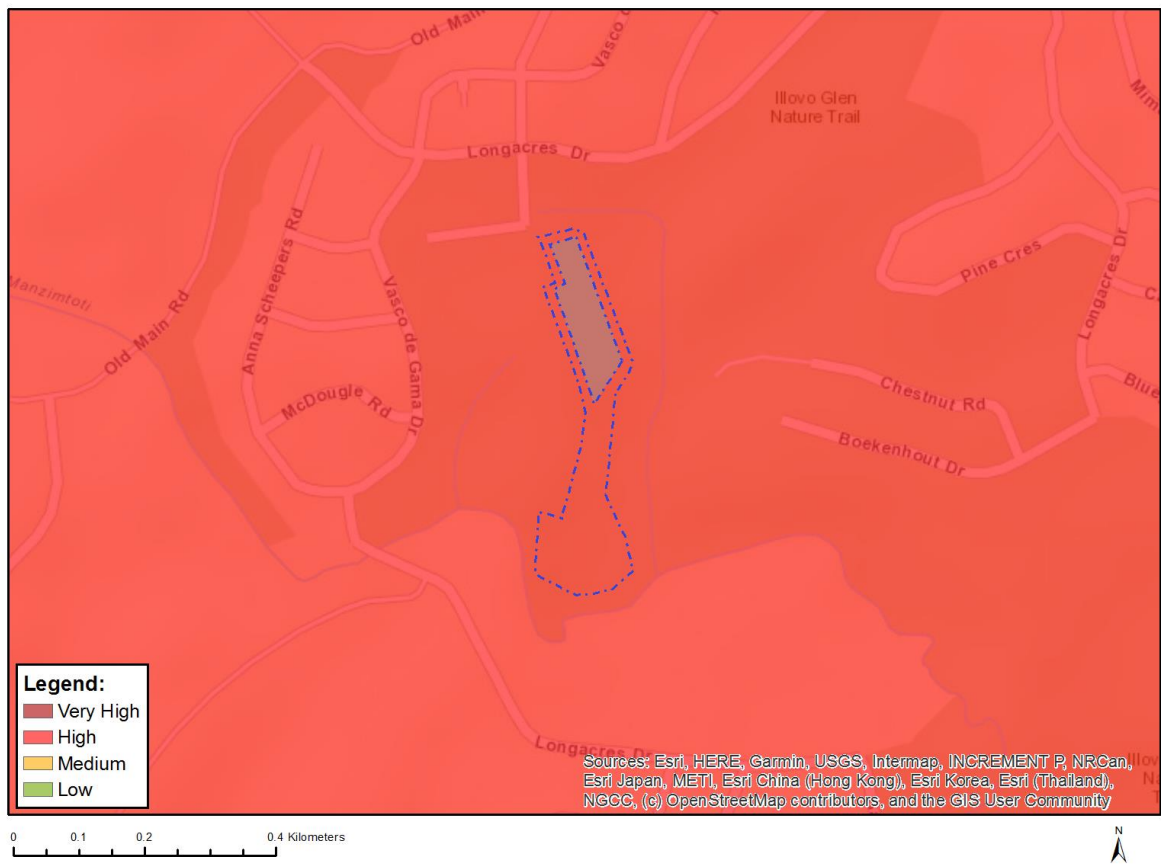 Old Main
Vasco d
Illovo Glen
Nature Trail
Longacres Dr
Anna Scheepers Rd
Pine Cres
Longacres Dr
Manzimtoti
Old Main Rd
Vasco de Gama Dr
McDougle Rd
Chestnut Rd
Blue
Boekenhout Dr
Legend:
Very High
High
Medium
Low
Longacres Dr
Sources: Esri, HERE, Garmin, USGS, Intermap, INCREMENT P, NRCan,
Esri Japan, METI, Esri China (Hong Kong), Esri Korea, Esri (Thailand),
NGCC, (c) OpenStreetMap contributors, and the GIS User Community
0 0.1 0.2 0.4 Kilometers
N